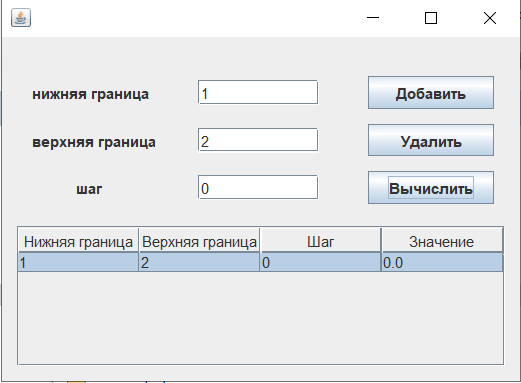 нижняя граница 1 Добавить
верхняя граница 2 Удалить
шаг 0 Вычислить
Нижняя граница Верхняя граница Шаг Значение
1 2 0 0.0